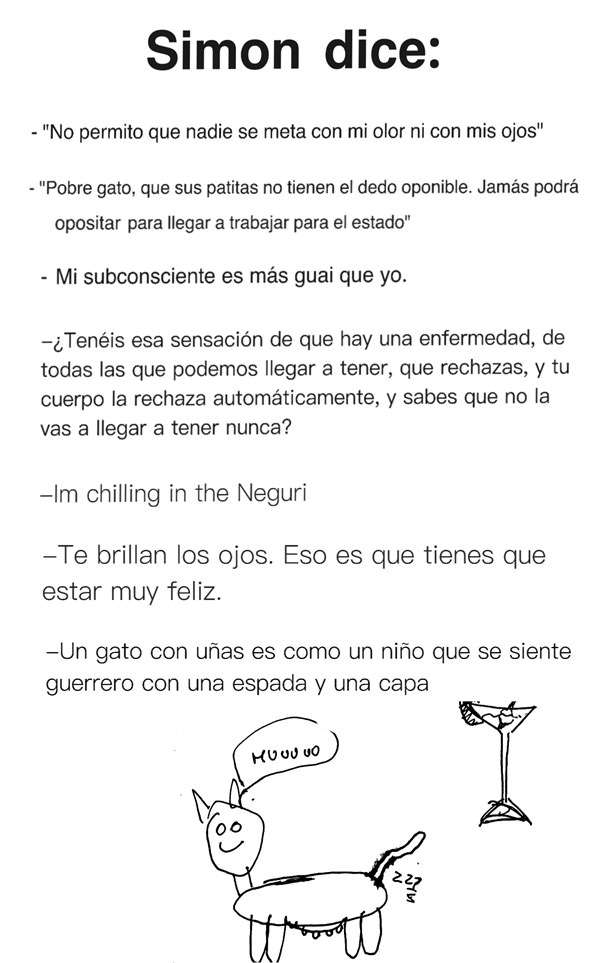 Simon dice:
- "No permito que nadie se meta con mi olor ni con mis ojos"
- "Pobre gato, que sus patitas no tienen el dedo oponible. Jamás podrá
opositar para llegar a trabajar para el estado"
- Mi subconsciente es más guai que yo.
–¿Tenéis esa sensación de que hay una enfermedad, de
todas las que podemos llegar a tener, que rechazas, y tu
cuerpo la rechaza automáticamente, y sabes que no la
vas a llegar a tener nunca?
–Im chilling in the Neguri
–Te brillan los ojos. Eso es que tienes que
estar muy feliz.
–Un gato con uñas es como un niño que se siente
guerrero con una espada y una capa
MUUUUUO